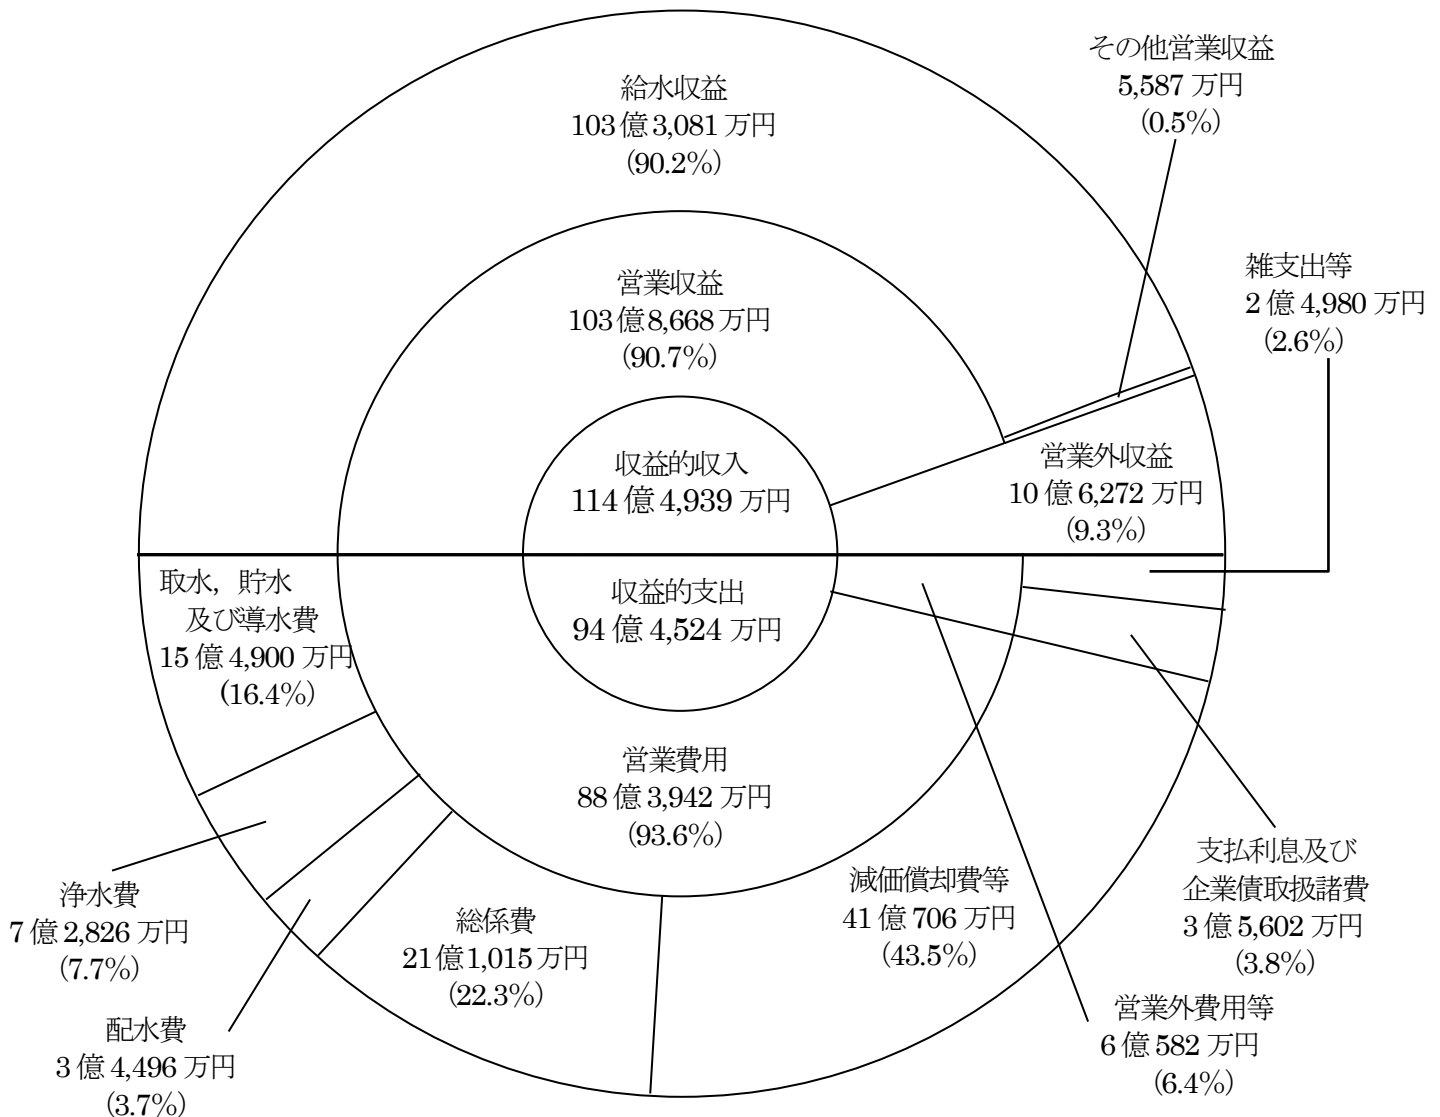 給水収益
103億 3,081 万円
(90.2%)
その他営業収益
5,587 万円
(0.5%)
営業収益
103億 8,668 万円
(90.7%)
雑支出等
2 億 4,980 万円
(2.6%)
収益的収入
114 億 4,939 万円
営業外収益
10 億 6,272 万円
(9.3%)
取水，貯水
及び導水費
15 億 4,900 万円
(16.4%)
収益的支出
94 億 4,524 万円
営業費用
88 億 3,942 万円
(93.6%)
浄水費
7 億 2,826 万円
(7.7%)
配水費
3 億 4,496 万円
(3.7%)
総係費
21 億 1,015 万円
(22.3%)
減価償却費等
41 億 706 万円
(43.5%)
支払利息及び
企業債取扱諸費
3 億 5,602 万円
(3.8%)
営業外費用等
6 億 582 万円
(6.4%)